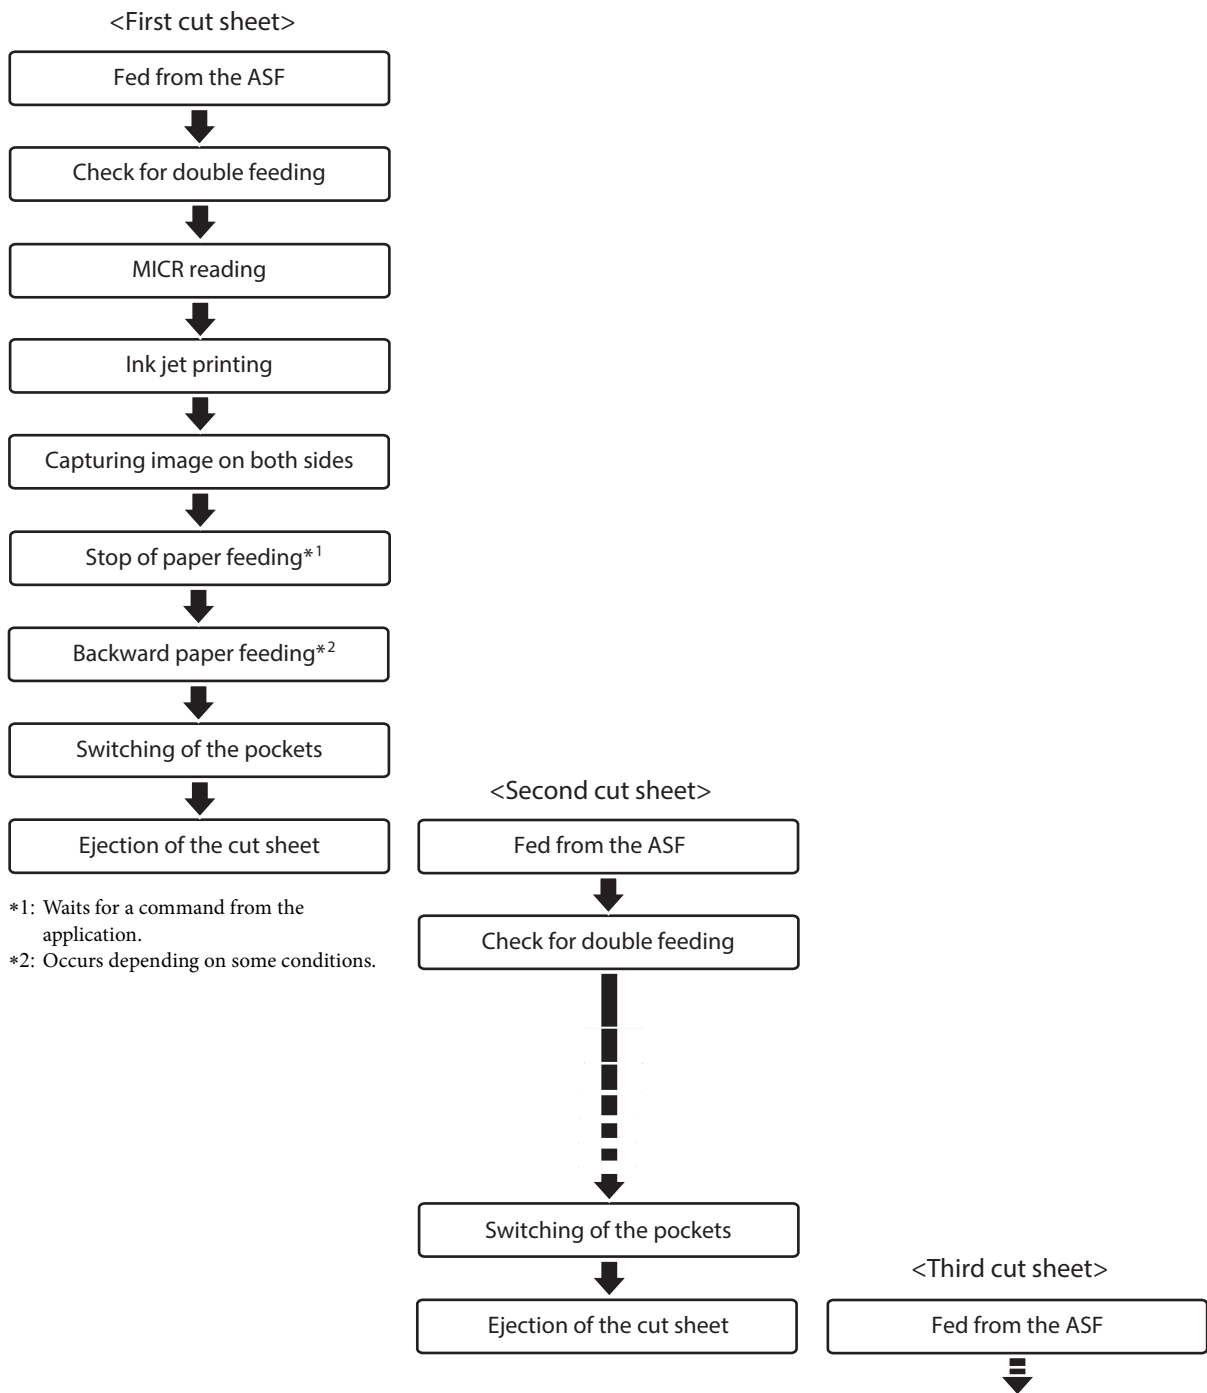 <First cut sheet>
Fed from the ASF
Check for double feeding
MICR reading
Ink jet printing
Capturing image on both sides
Stop of paper feeding*1
Backward paper feeding*2
Switching of the pockets
Ejection of the cut sheet
*1: Waits for a command from the
application.
*2: Occurs depending on some conditions.
<Second cut sheet>
Fed from the ASF
Check for double feeding
Switching of the pockets
Ejection of the cut sheet
<Third cut sheet>
Fed from the ASF